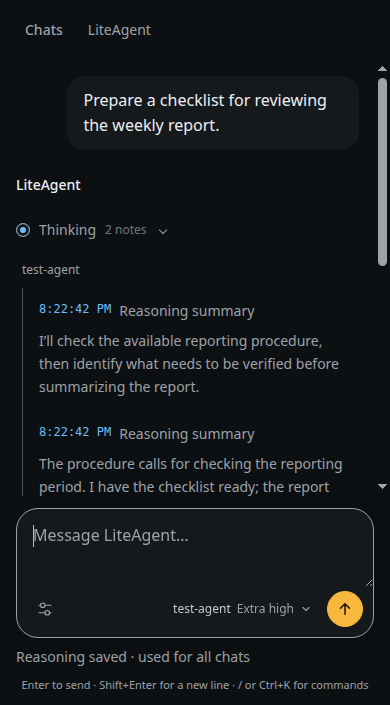 Chats LiteAgent
Prepare a checklist for reviewing
the weekly report.
LiteAgent
Thinking 2 notes
test-agent
8:22:42 PM Reasoning summary
I'll check the available reporting procedure,
then identify what needs to be verified before
summarizing the report.
8:22:42 PM Reasoning summary
The procedure calls for checking the reporting
period. I have the checklist ready; the report
Message LiteAgent...
test-agent Extra high
Reasoning saved · used for all chats
Enter to send · Shift+Enter for a new line · / or Ctrl+K for commands